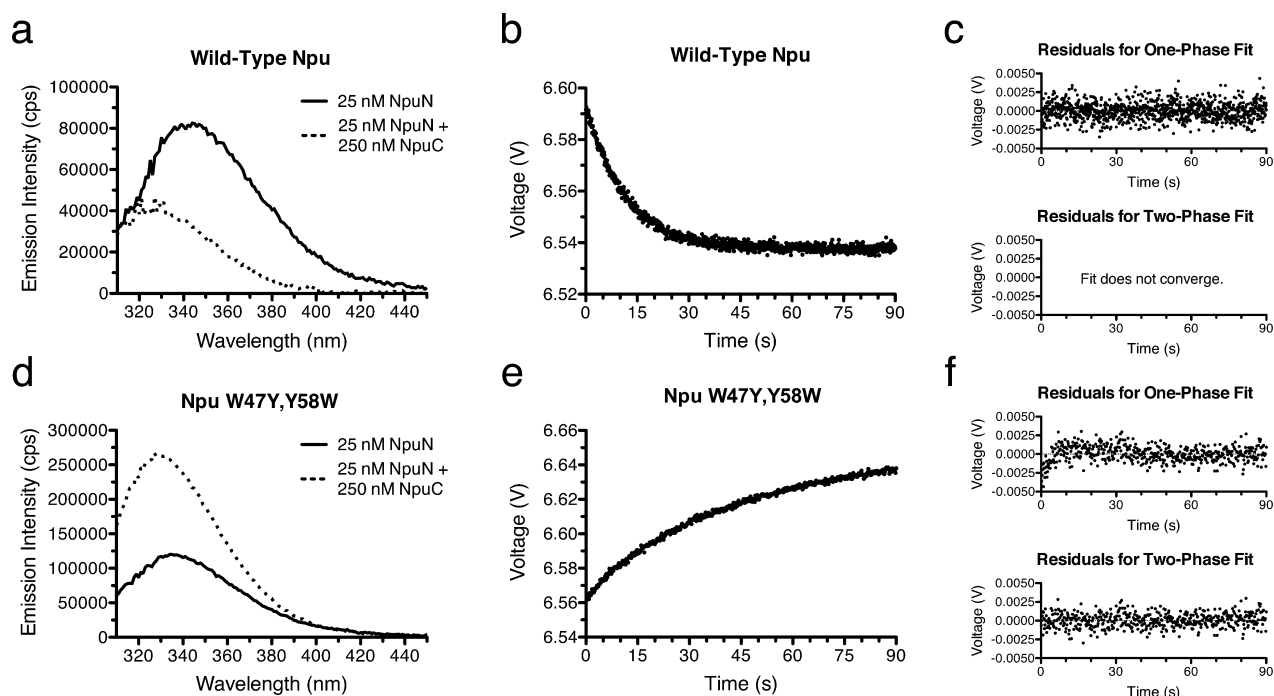 a
Wild-Type Npu
Emission Intensity (cps)
100000
80000
60000
40000
20000
0
320 340 360 380 400 420 440
Wavelength (nm)
25 nM NpuN
25 nM NpuN +
250 nM NpuC
b
Wild-Type Npu
Voltage (V)
6.60
6.58
6.56
6.54
6.52
0 15 30 45 60 75 90
Time (s)
c
Residuals for One-Phase Fit
Voltage (V)
0.0050
0.0025
0.0000
-0.0025
-0.0050
0 30 60 90
Time (s)
Residuals for Two-Phase Fit
Voltage (V)
0.0050
0.0025
0.0000
-0.0025
-0.0050
Fit does not converge.
0 30 60 90
Time (s)
d
Npu W47Y,Y58W
Emission Intensity (cps)
300000
250000
200000
150000
100000
50000
0
320 340 360 380 400 420 440
Wavelength (nm)
25 nM NpuN
25 nM NpuN +
250 nM NpuC
e
Npu W47Y,Y58W
Voltage (V)
6.66
6.64
6.62
6.60
6.58
6.56
6.54
0 15 30 45 60 75 90
Time (s)
f
Residuals for One-Phase Fit
Voltage (V)
0.0050
0.0025
0.0000
-0.0025
-0.0050
0 30 60 90
Time (s)
Residuals for Two-Phase Fit
Voltage (V)
0.0050
0.0025
0.0000
-0.0025
-0.0050
0 30 60 90
Time (s)